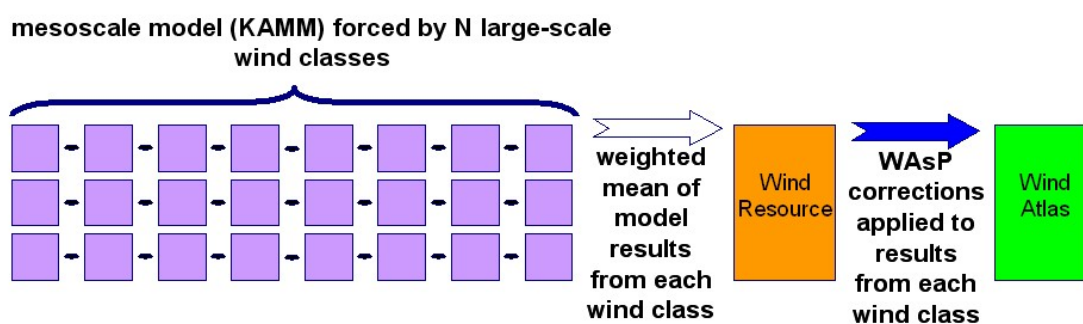 mesoscale model (KAMM) forced by N large-scale
wind classes
weighted
mean of
model
results
from each
wind class
Wind
Resource
WAsP
corrections
applied to
results
from each
wind class
Wind
Atlas